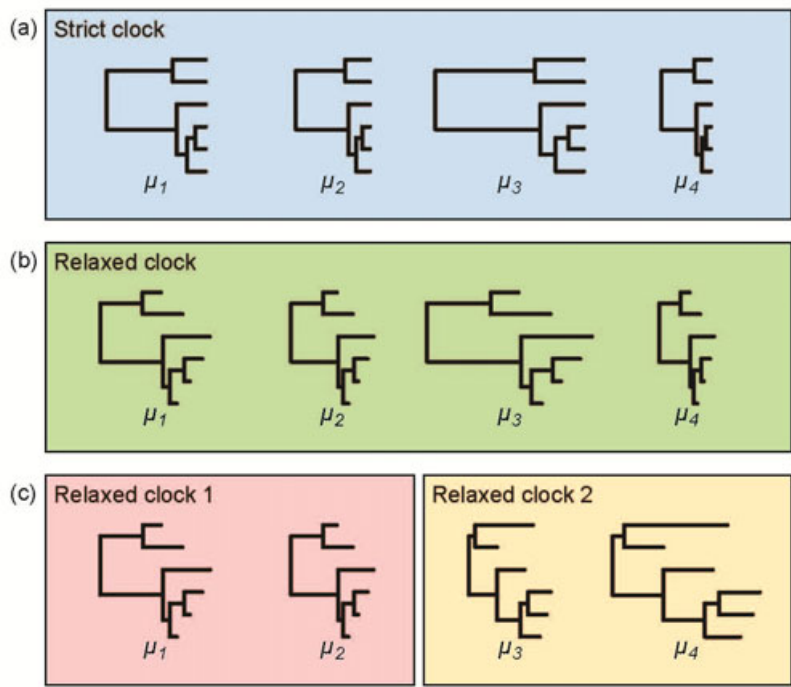 (a) Strict clock
μ1 μ2 μ3 μ4
(b) Relaxed clock
μ1 μ2 μ3 μ4
(c) Relaxed clock 1 Relaxed clock 2
μ1 μ2 μ3 μ4